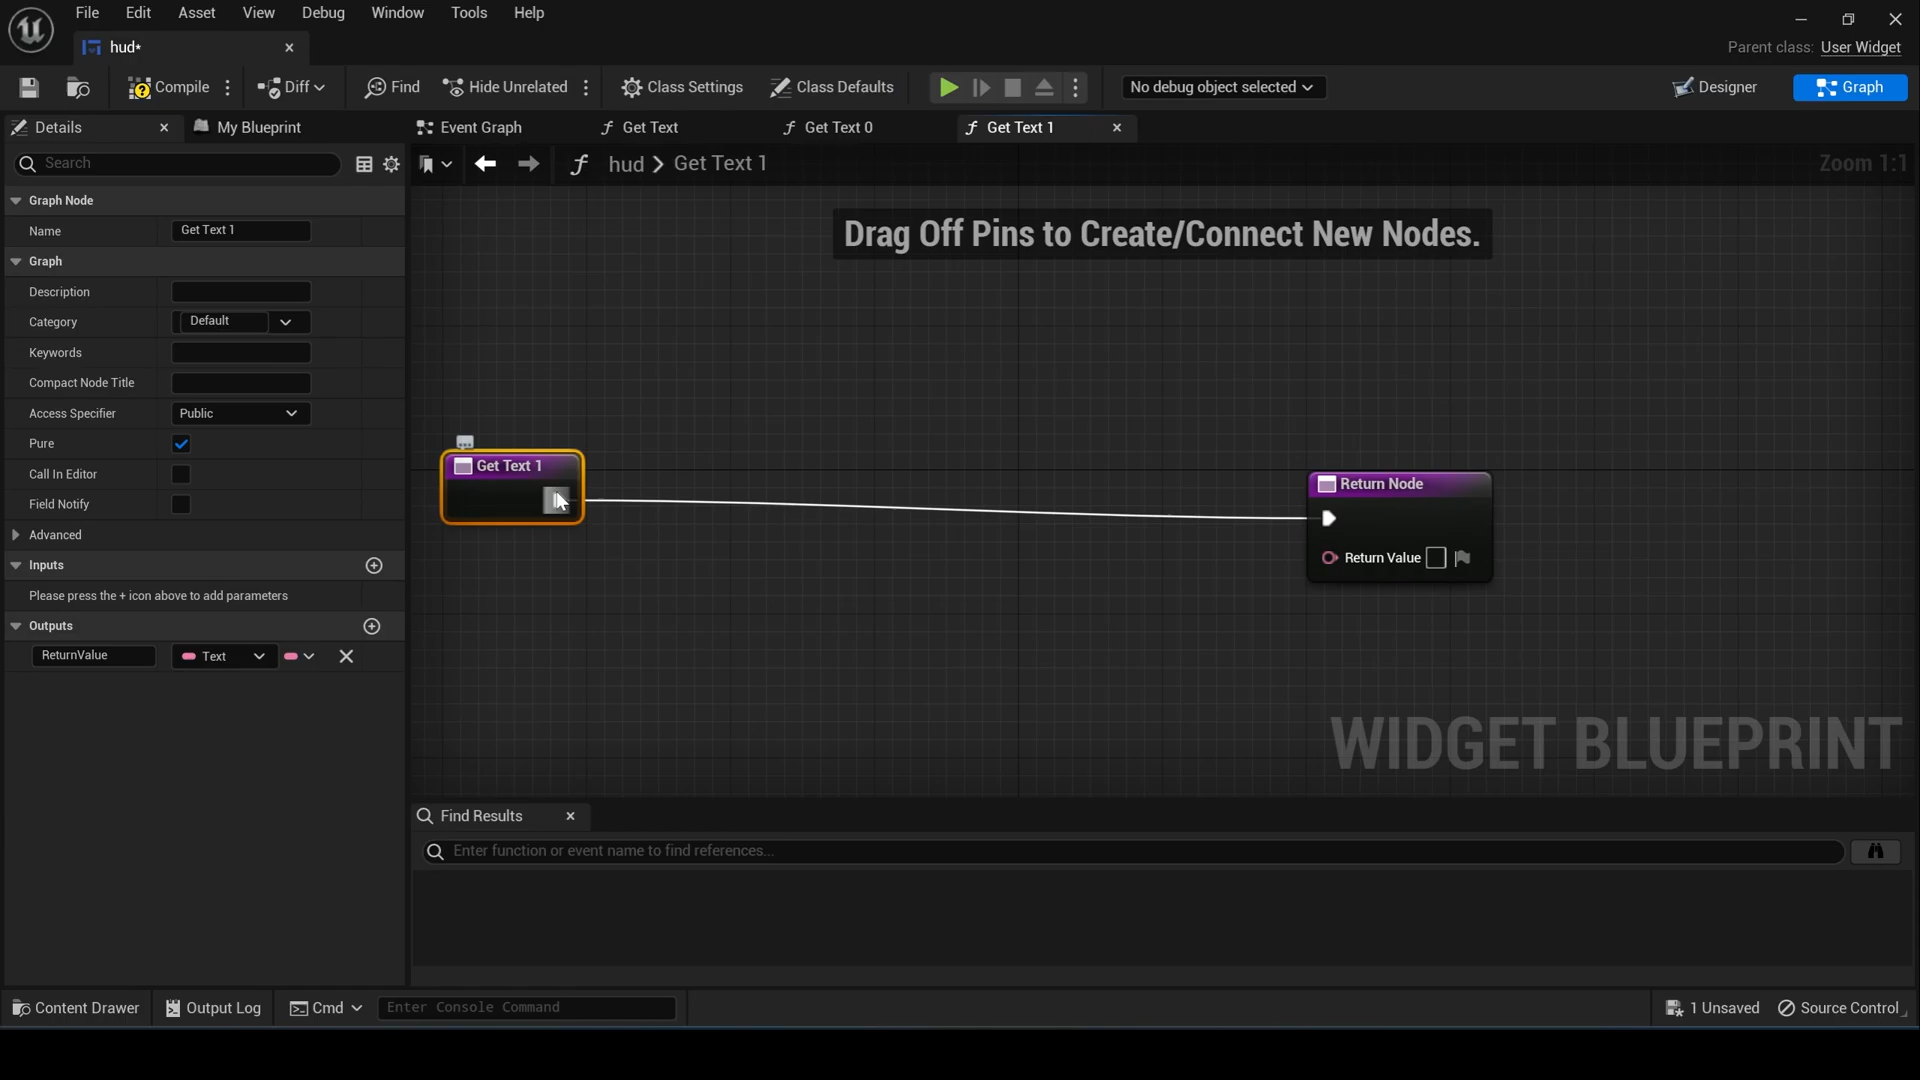 File Edit Asset View Debug Window Tools Help
hud*
Parent class: User Widget
Compile
Diff
Find
Hide Unrelated
Class Settings
Class Defaults
No debug object selected
Designer
Graph
Details
My Blueprint
Event Graph
Get Text
Get Text 0
Get Text 1
Search
hud > Get Text 1
Zoom 1:1
Graph Node
Name Get Text 1
Graph
Description
Category Default
Keywords
Compact Node Title
Access Specifier Public
Pure
Call In Editor
Field Notify
Advanced
Inputs
Please press the + icon above to add parameters
Outputs
ReturnValue Text
Drag Off Pins to Create/Connect New Nodes.
Get Text 1
Return Node
Return Value
WIDGET BLUEPRINT
Find Results
Enter function or event name to find references...
Content Drawer
Output Log
Cmd
Enter Console Command
1 Unsaved
Source Control